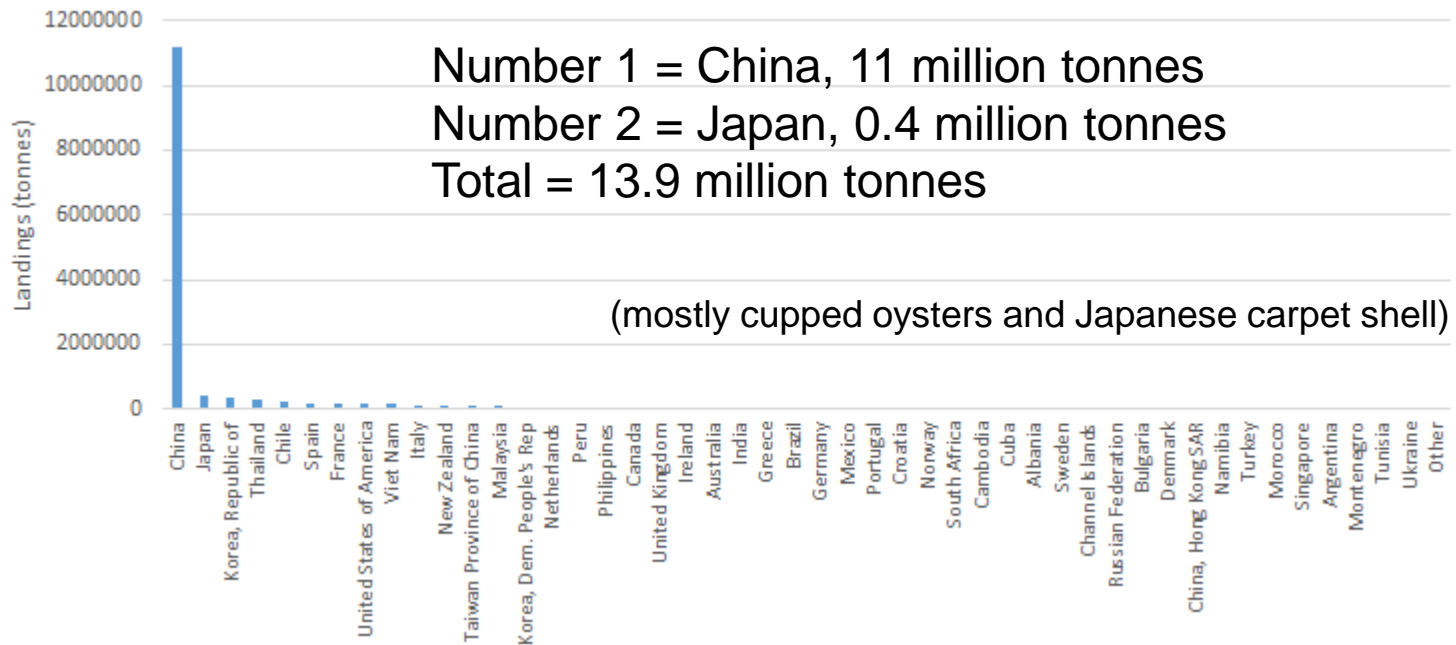 12000000
10000000
8000000
6000000
4000000
2000000
0
Landings (tonnes)
Number 1 = China, 11 million tonnes
Number 2 = Japan, 0.4 million tonnes
Total = 13.9 million tonnes
(mostly cupped oysters and Japanese carpet shell)
China
Japan
Korea, Republic of
Thailand
Chile
Spain
France
United States of America
Viet Nam
Italy
New Zealand
Taiwan Province of China
Malaysia
Korea, Dem. People's Rep
Netherlands
Peru
Philippines
Canada
United Kingdom
Ireland
Australia
India
Greece
Brazil
Germany
Mexico
Portugal
Croatia
Norway
South Africa
Cambodia
Cuba
Albania
Sweden
Channel Islands
Russian Federation
Bulgaria
Denmark
China, Hong Kong SAR
Namibia
Turkey
Morocco
Singapore
Argentina
Montenegro
Tunisia
Ukraine
Other